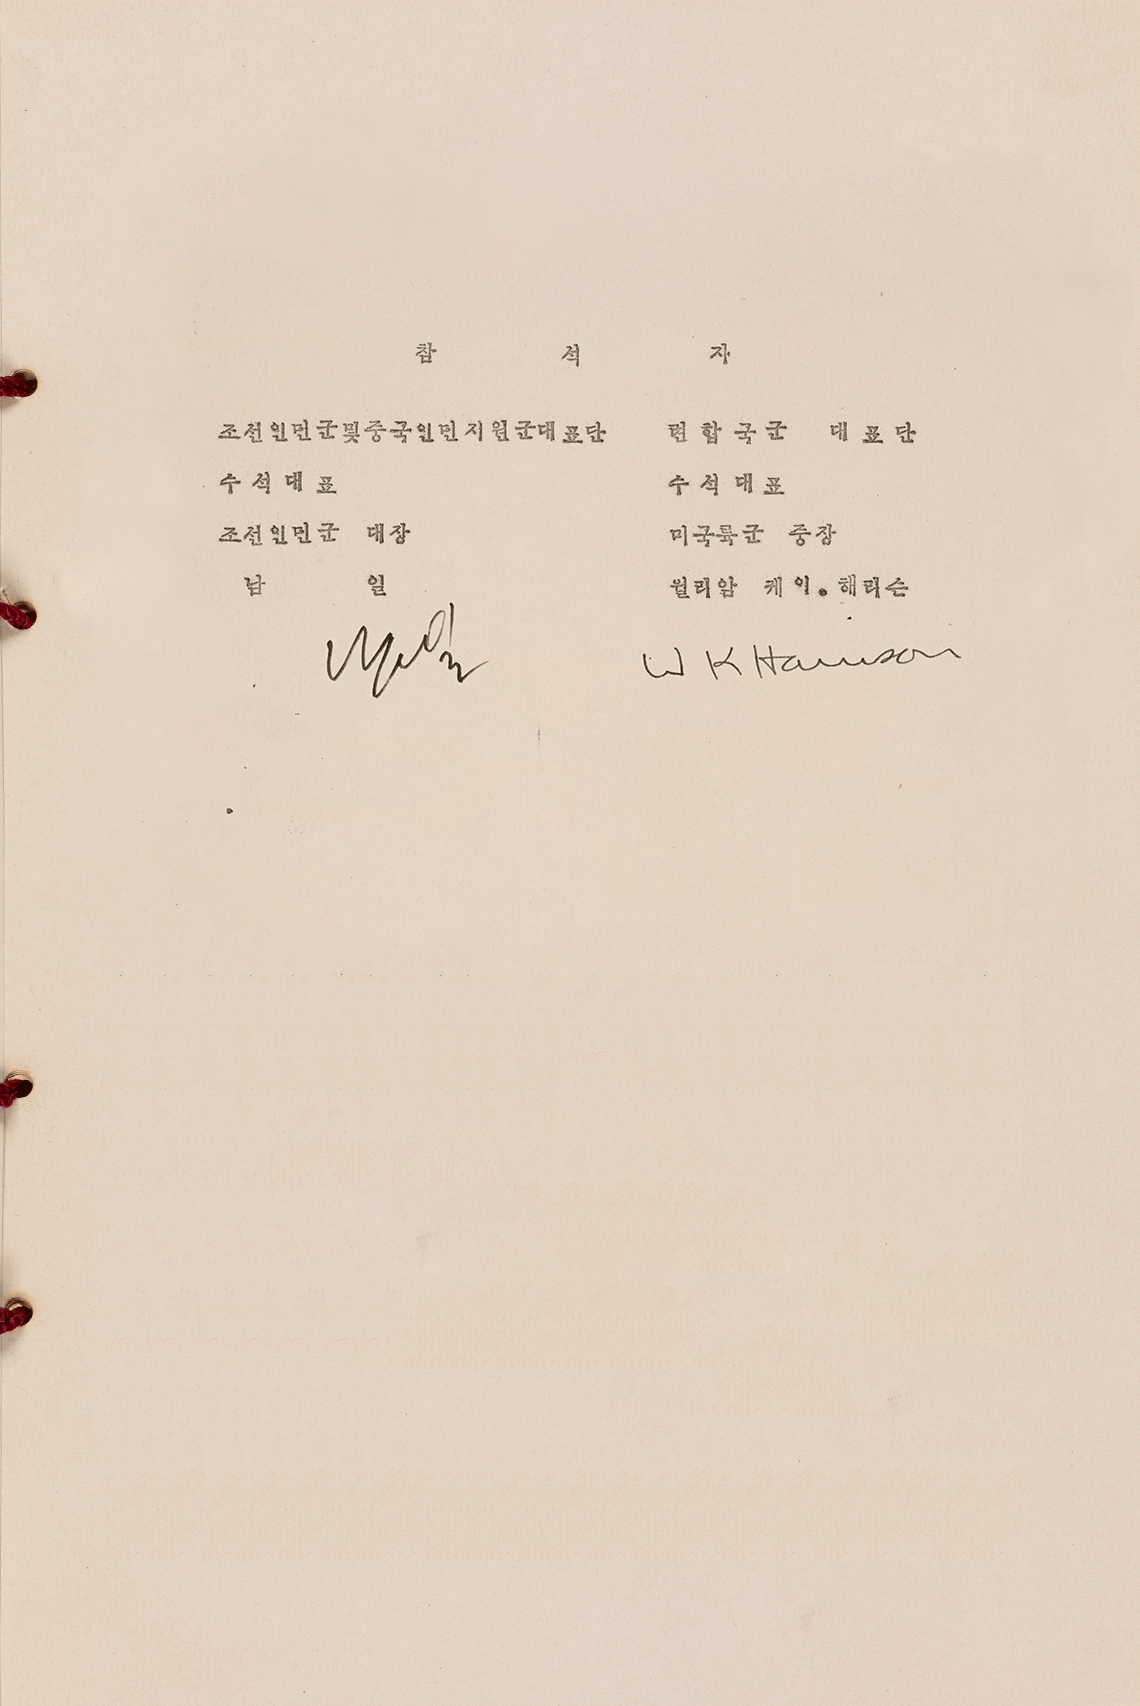 참 석 자
조선인민군및중국인민지원군대표단
수석대표
조선인민군 대장
남 일
남일
련합국군 대표단
수석대표
미국륙군 중장
윌리암 케이.해리슨
W K Harrison